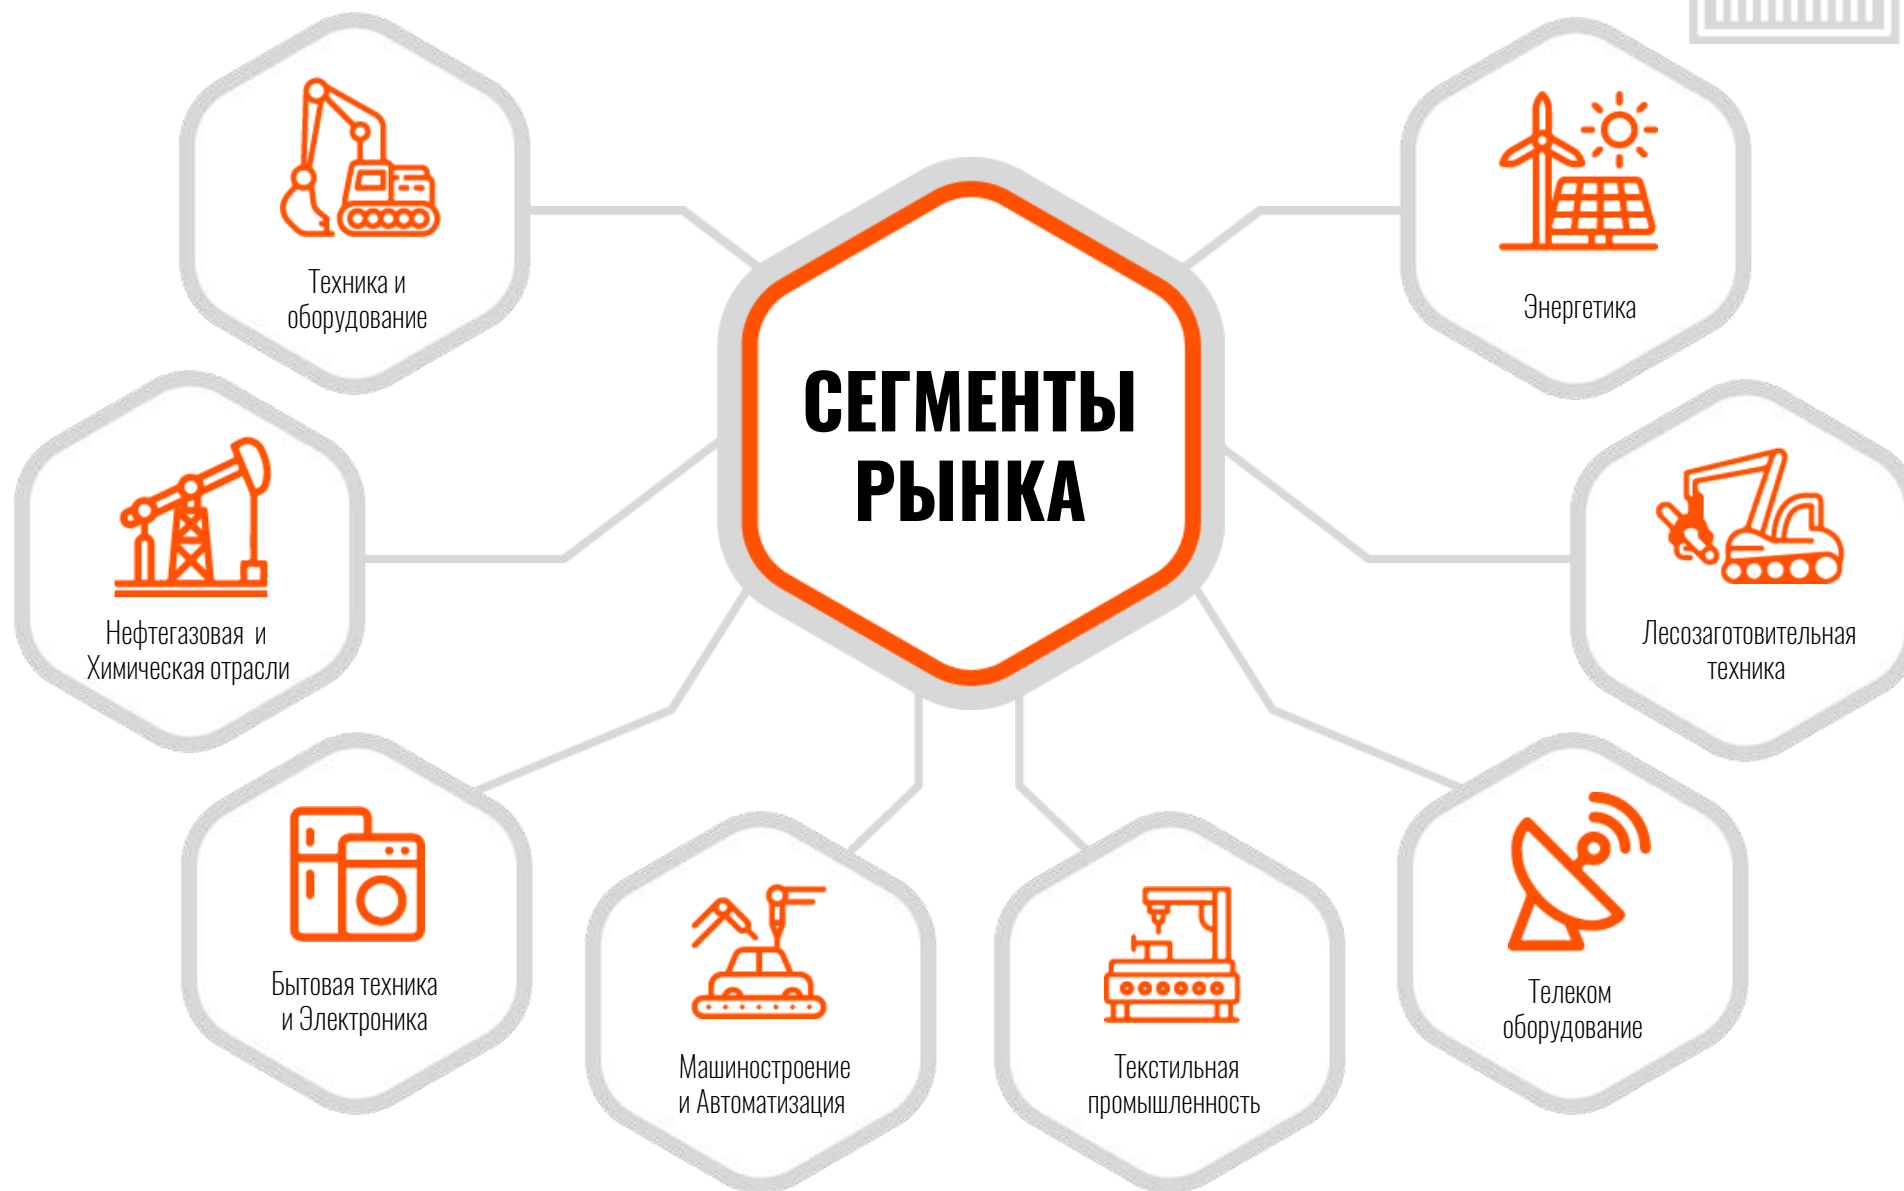 Техника и
оборудование
Энергетика
СЕГМЕНТЫ
РЫНКА
Нефтегазовая и
Химическая отрасли
Лесозаготовительная
техника
Бытовая техника
и Электроника
Машиностроение
и Автоматизация
Текстильная
промышленность
Телеком
оборудование